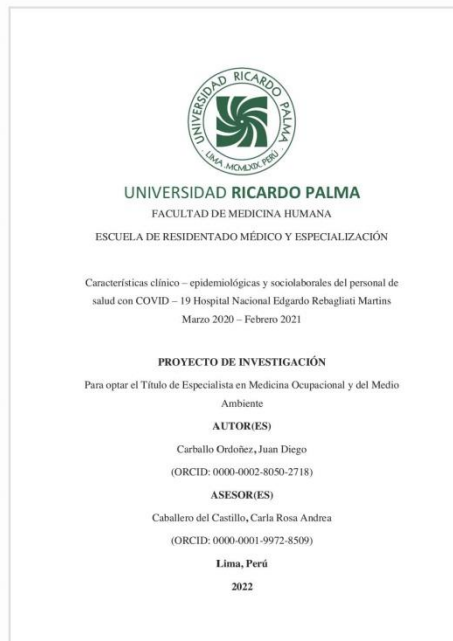 UNIVERSIDAD RICARDO PALMA
LIMA, MCMLXIX, PERÚ
UNIVERSIDAD RICARDO PALMA
FACULTAD DE MEDICINA HUMANA
ESCUELA DE RESIDENTADO MÉDICO Y ESPECIALIZACIÓN
Características clínico – epidemiológicas y sociolaborales del personal de
salud con COVID – 19 Hospital Nacional Edgardo Rebagliati Martins
Marzo 2020 – Febrero 2021
PROYECTO DE INVESTIGACIÓN
Para optar el Título de Especialista en Medicina Ocupacional y del Medio
Ambiente
AUTOR(ES)
Carballo Ordoñez, Juan Diego
(ORCID: 0000-0002-8050-2718)
ASESOR(ES)
Caballero del Castillo, Carla Rosa Andrea
(ORCID: 0000-0001-9972-8509)
Lima, Perú
2022